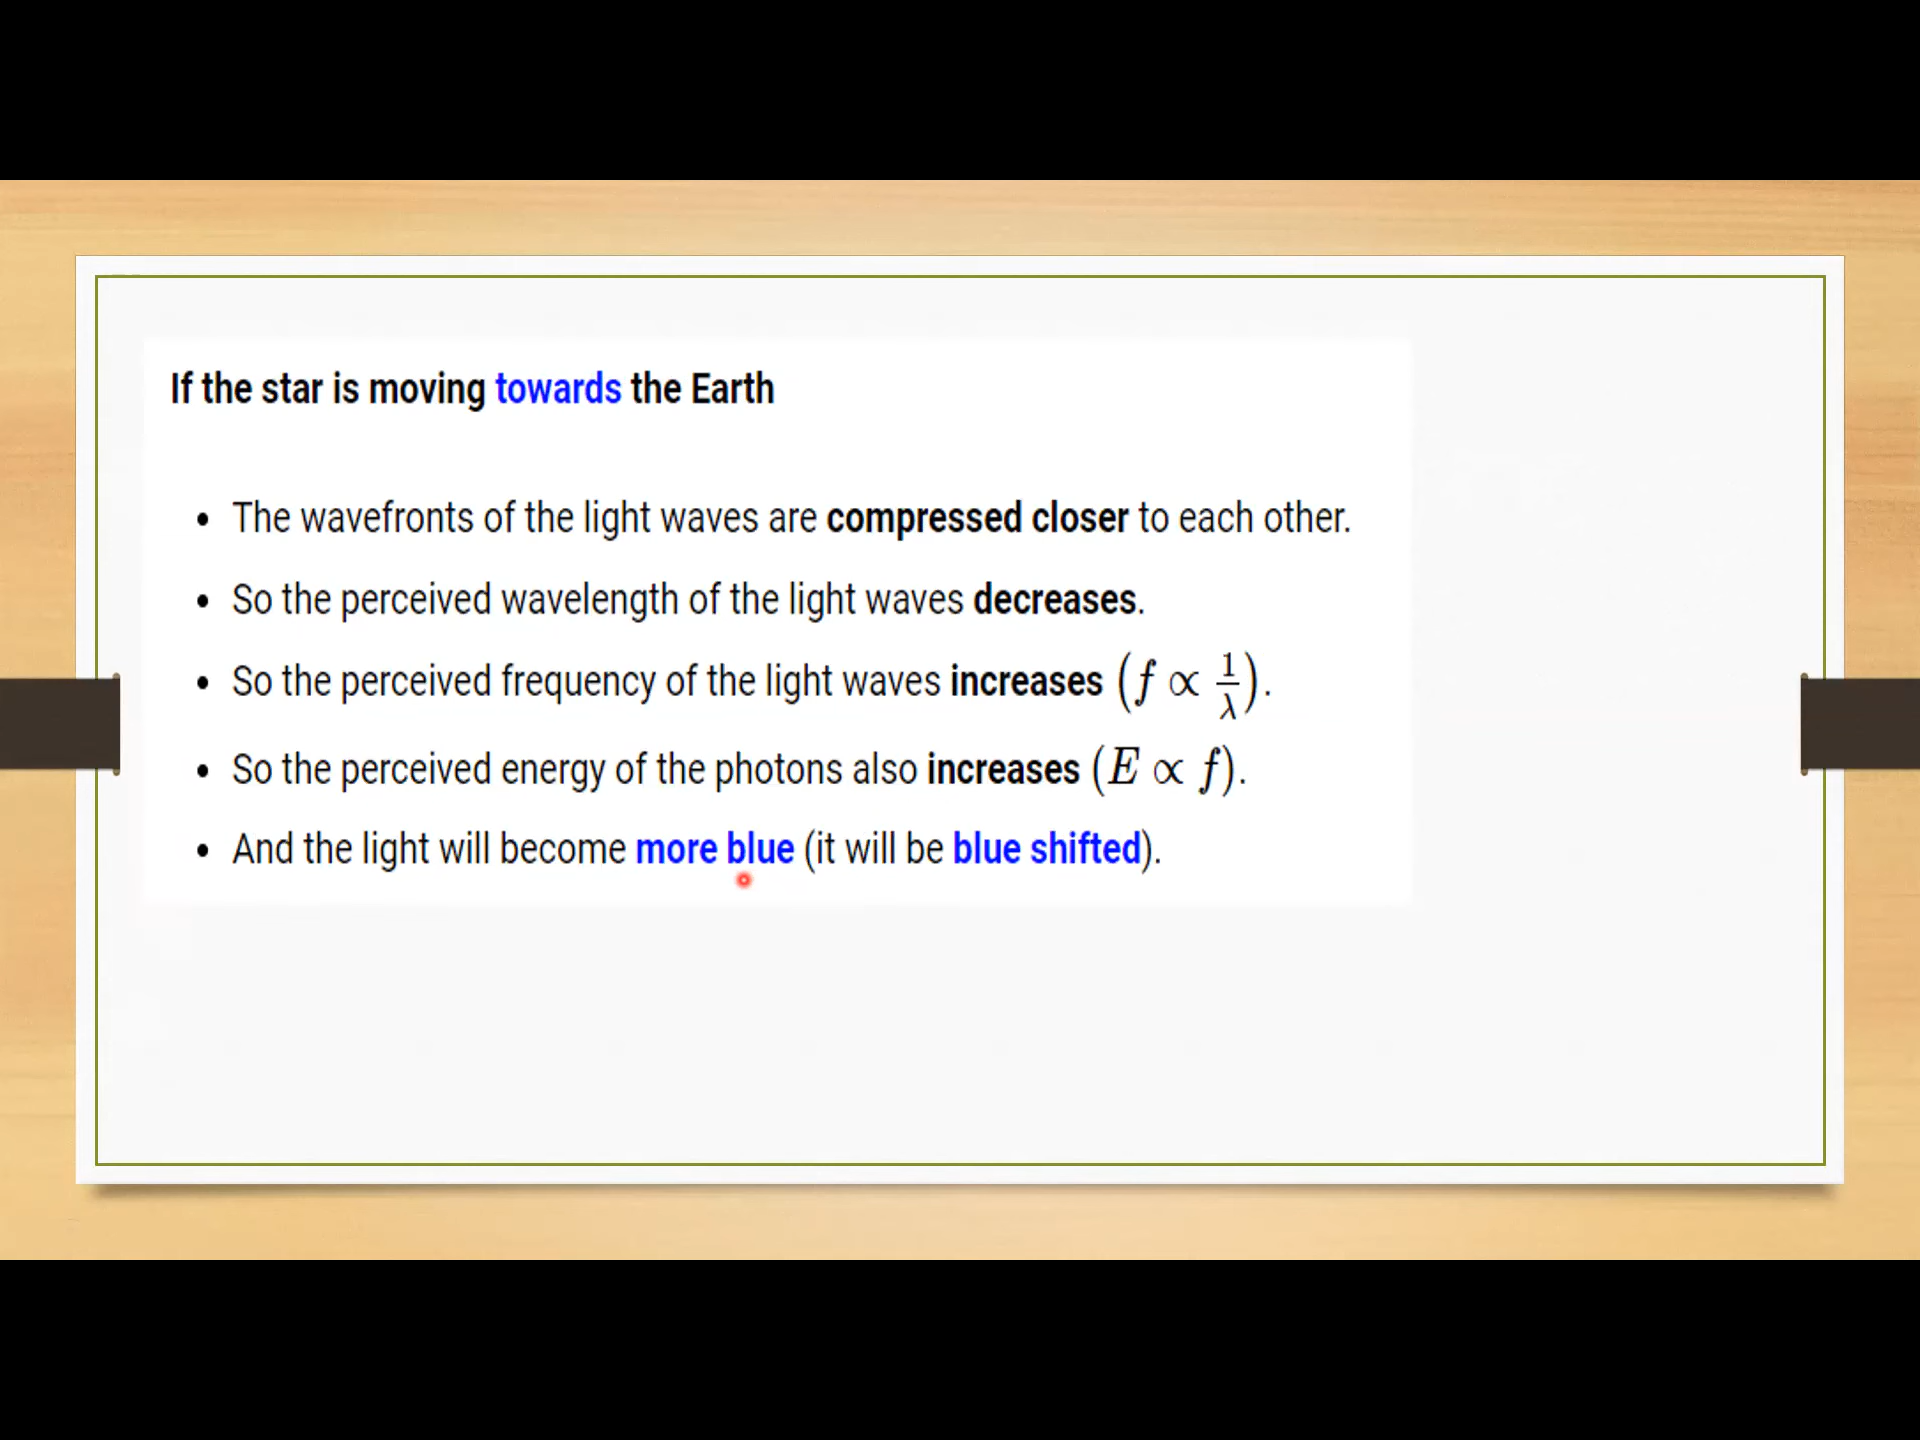 If the star is moving towards the Earth
• The wavefronts of the light waves are compressed closer to each other.
• So the perceived wavelength of the light waves decreases.
• So the perceived frequency of the light waves increases (f ∝ 1/λ).
• So the perceived energy of the photons also increases (E ∝ f).
• And the light will become more blue (it will be blue shifted).